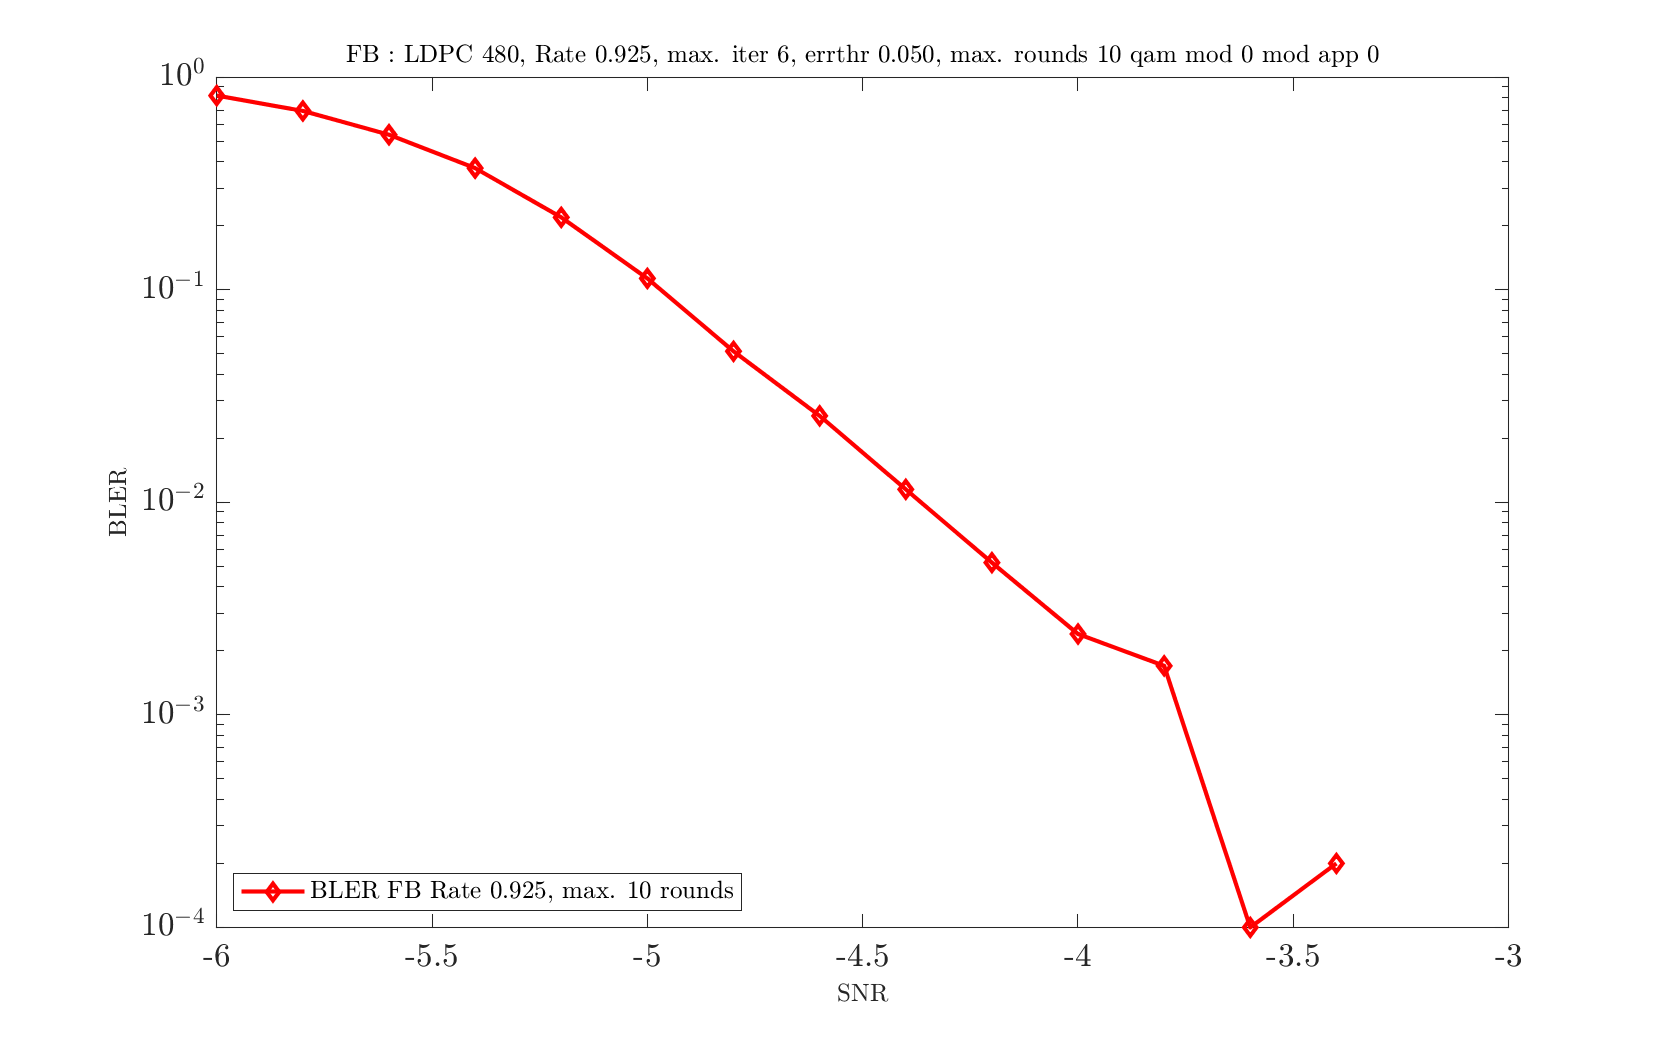 FB : LDPC 480, Rate 0.925, max. iter 6, errthr 0.050, max. rounds 10 qam mod 0 mod app 0
10^0
10^-1
10^-2
10^-3
10^-4
BLER
BLER FB Rate 0.925, max. 10 rounds
-6 -5.5 -5 -4.5 -4 -3.5 -3
SNR